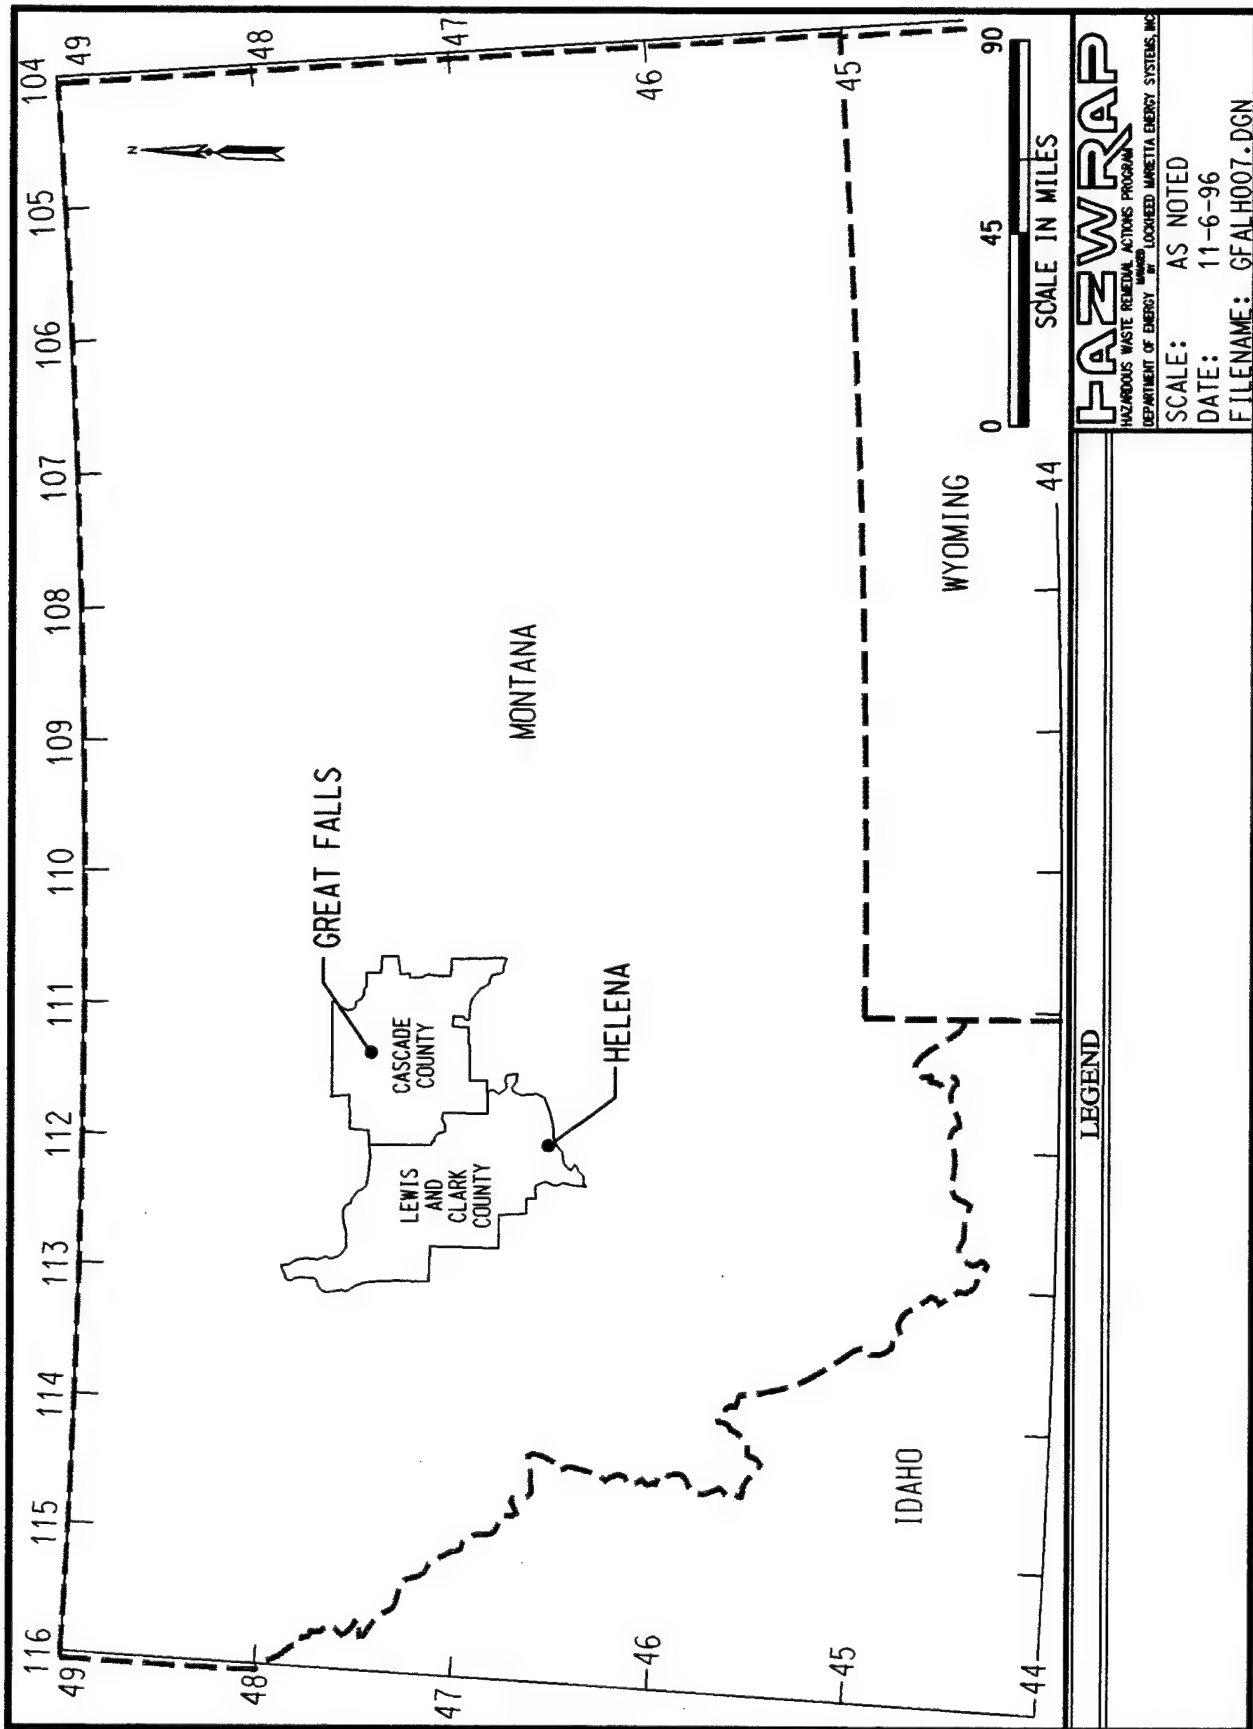 116
115
114
113
112
111
110
109
108
107
106
105
104
49
49
48
48
47
47
46
46
45
45
44
44
N
GREAT FALLS
CASCADE
COUNTY
LEWIS
AND
CLARK
COUNTY
HELENA
MONTANA
IDAHO
WYOMING
0 45 90
SCALE IN MILES
LEGEND
HAZWRAP
HAZARDOUS WASTE REMEDIAL ACTIONS PROGRAM
MANAGED
DEPARTMENT OF ENERGY BY LOCKHEED MARIETTA ENERGY SYSTEMS, INC
SCALE: AS NOTED
DATE: 11-6-96
FILENAME: GFALH007.DGN